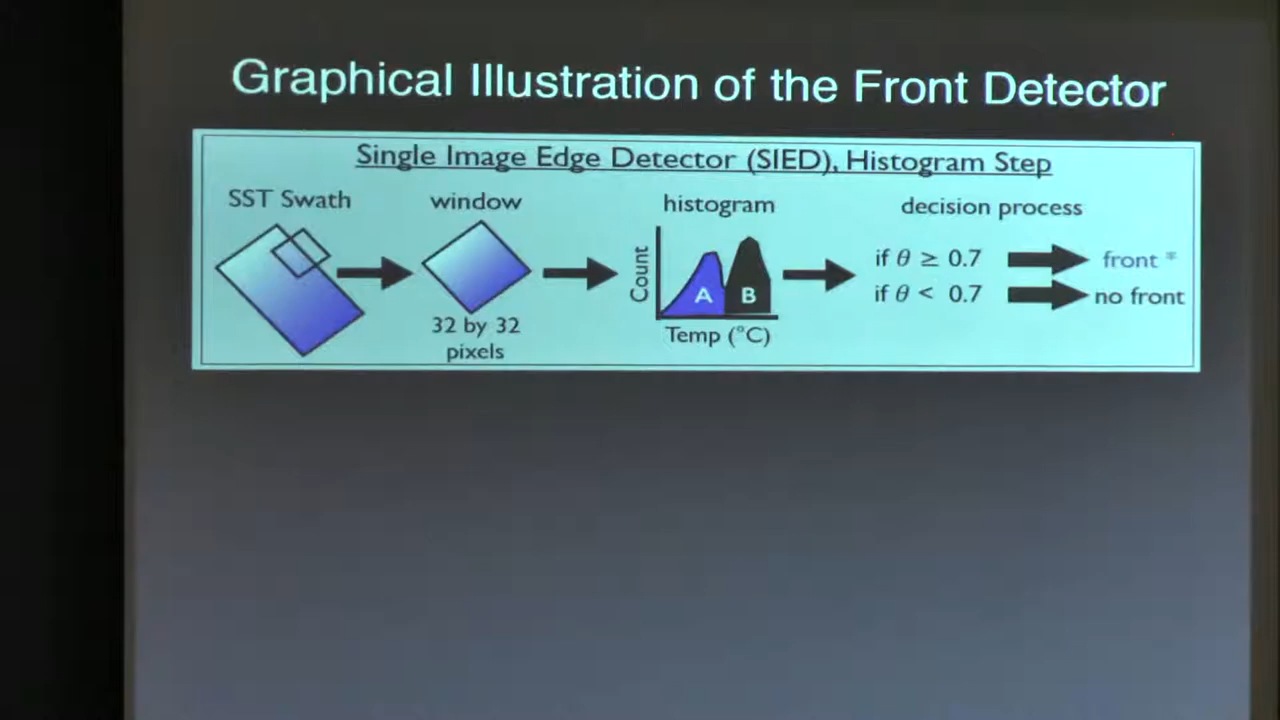 Graphical Illustration of the Front Detector
Single Image Edge Detector (SIED), Histogram Step
SST Swath
window
histogram
decision process
32 by 32
pixels
Count
A
B
Temp (°C)
if θ ≥ 0.7
front *
if θ < 0.7
no front